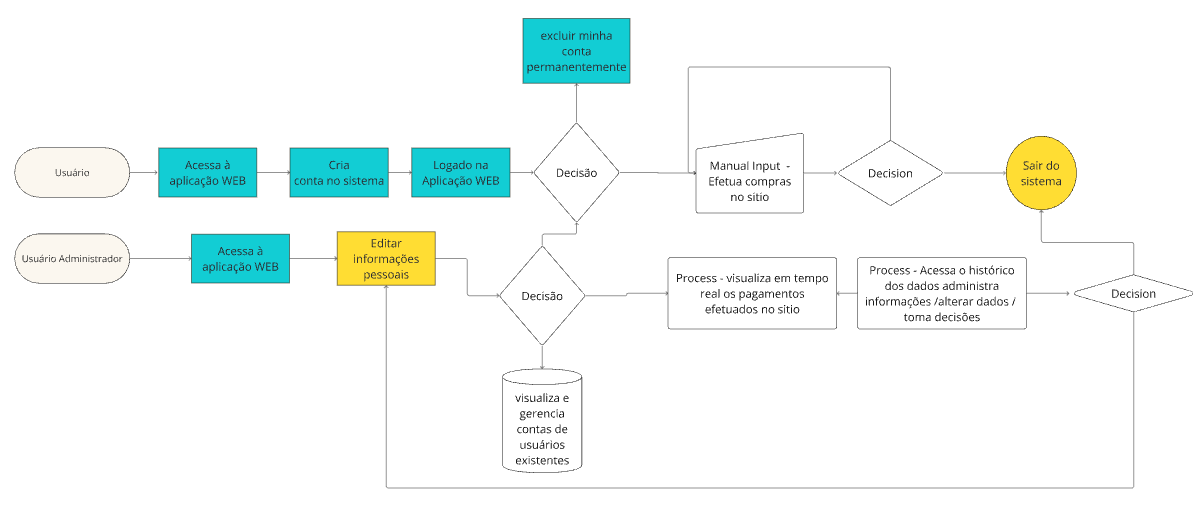 excluir minha
conta
permanentemente
Usuário
Acessa à
aplicação WEB
Cria
conta no sistema
Logado na
Aplicação WEB
Decisão
Manual Input -
Efetua compras
no sitio
Decision
Sair do
sistema
Usuário Administrador
Acessa à
aplicação WEB
Editar
informações
pessoais
Decisão
Process - visualiza em tempo
real os pagamentos
efetuados no sítio
Process - Acessa o histórico
dos dados administra
informações /alterar dados /
toma decisões
Decision
visualiza e
gerencia
contas de
usuários
existentes